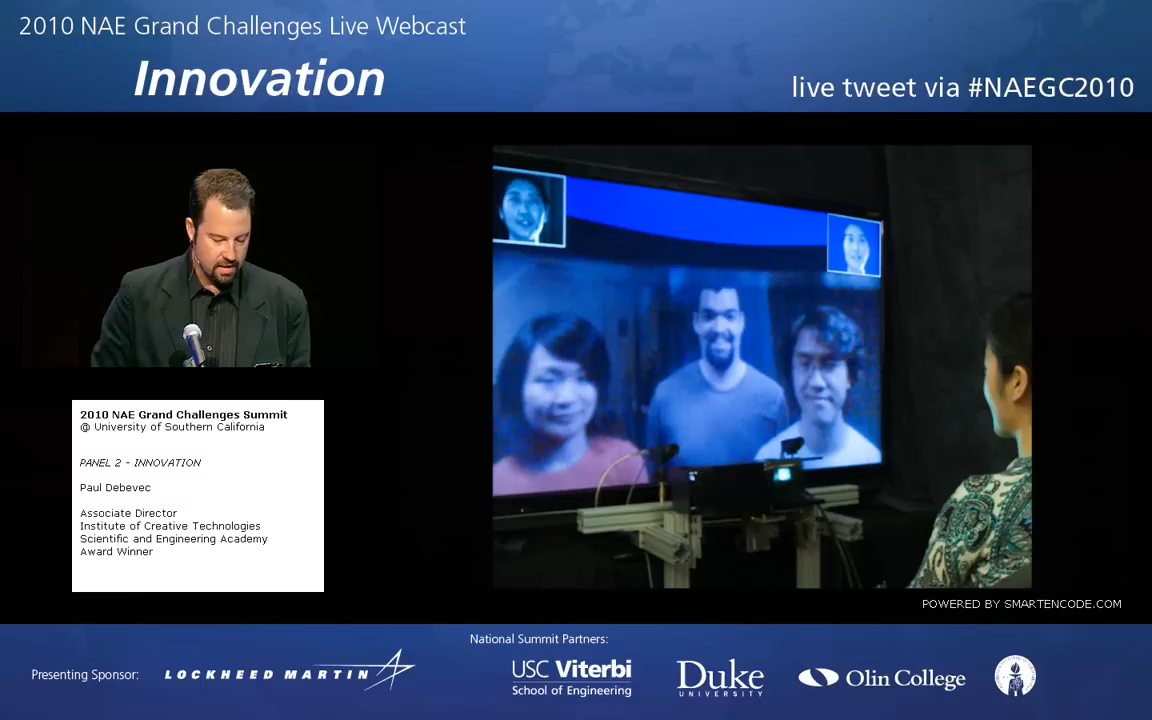 2010 NAE Grand Challenges Live Webcast
Innovation
live tweet via #NAEGC2010
2010 NAE Grand Challenges Summit
@ University of Southern California
PANEL 2 - INNOVATION
Paul Debevec
Associate Director
Institute of Creative Technologies
Scientific and Engineering Academy
Award Winner
POWERED BY SMARTENCODE.COM
National Summit Partners:
Presenting Sponsor:
LOCKHEED MARTIN
USC Viterbi
School of Engineering
Duke
UNIVERSITY
Olin College